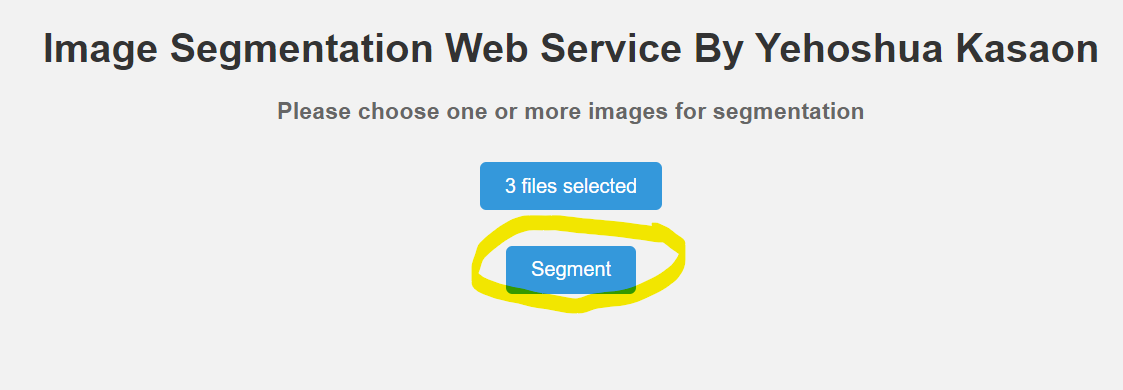 Image Segmentation Web Service By Yehoshua Kasaon
Please choose one or more images for segmentation
3 files selected
Segment